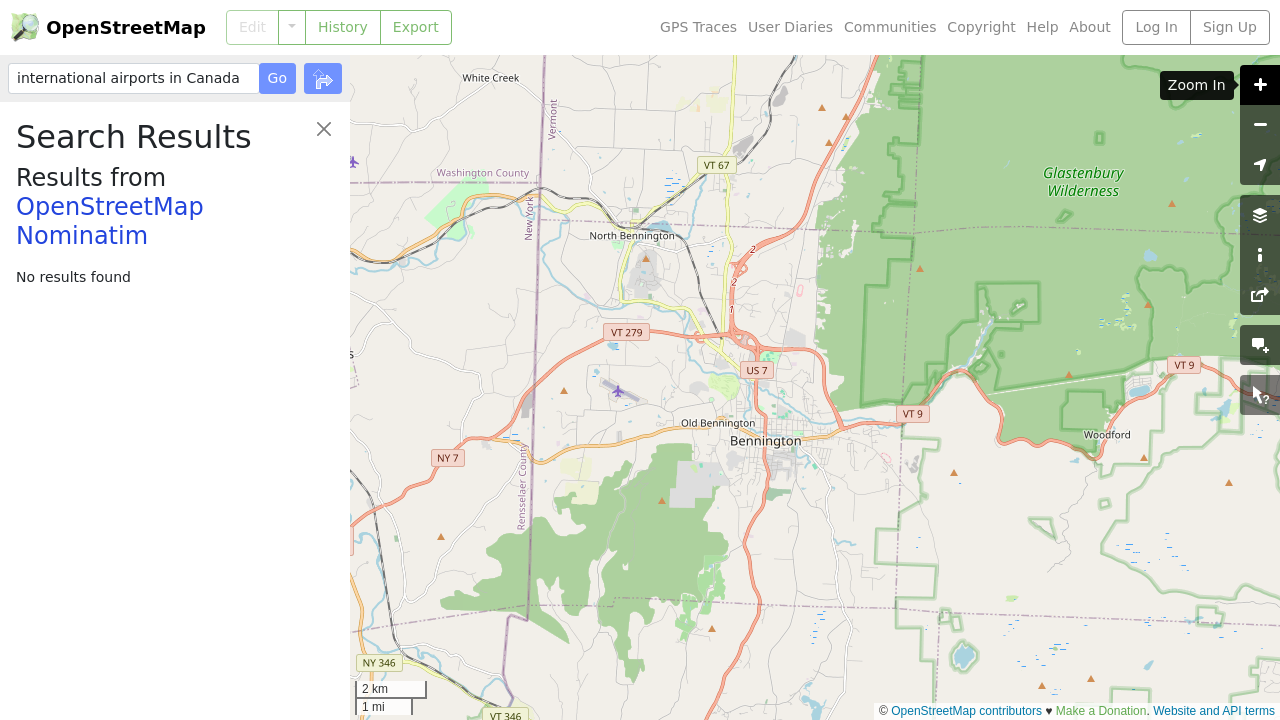 OpenStreetMap
Edit
History
Export
GPS Traces
User Diaries
Communities
Copyright
Help
About
Log In
Sign Up
international airports in Canada
Go
Zoom In
Search Results
Results from
OpenStreetMap
Nominatim
No results found
White Creek
Vermont
VT 67
Washington County
Glastenbury
Wilderness
New York
North Bennington
2
2
1
VT 279
s
US 7
VT 9
VT 9
Old Bennington
Bennington
Woodford
NY 7
Rensselaer County
NY 346
VT 346
2 km
1 mi
© OpenStreetMap contributors ♥ Make a Donation. Website and API terms